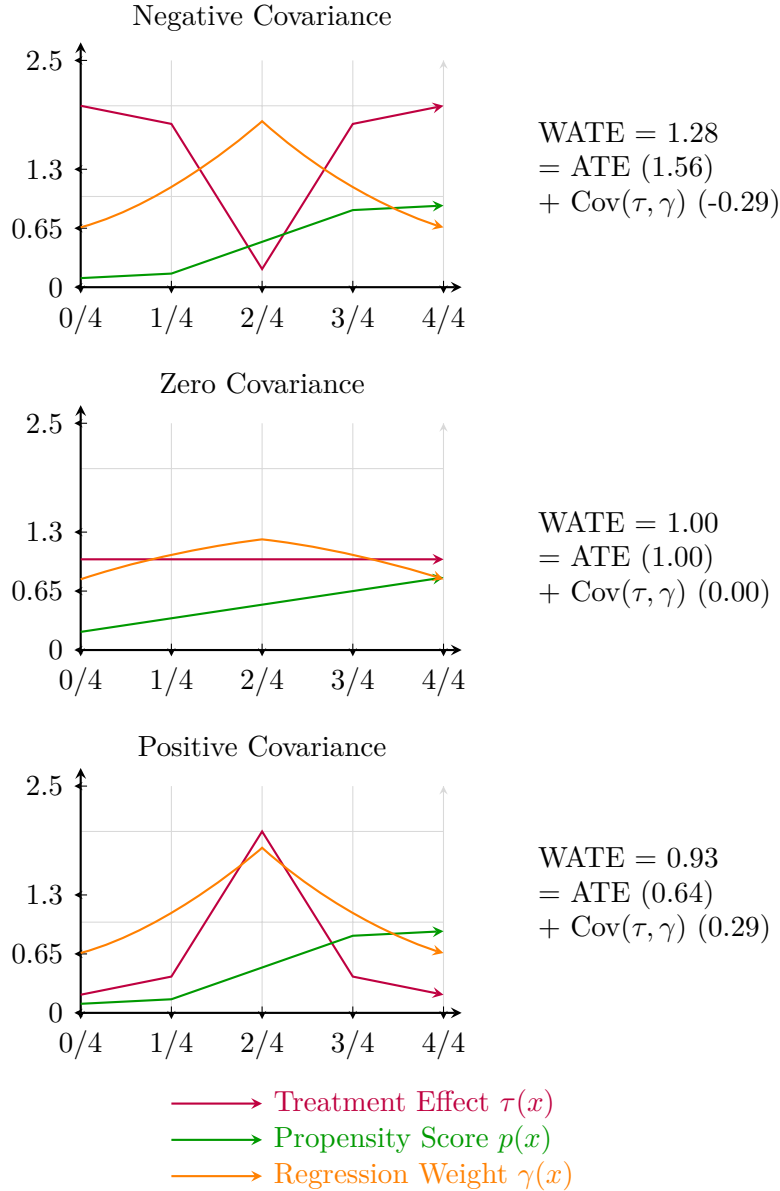 Negative Covariance
2.5
1.3
0.65
0
0/4 1/4 2/4 3/4 4/4
WATE = 1.28
= ATE (1.56)
+ Cov(τ, γ) (-0.29)
Zero Covariance
2.5
1.3
0.65
0
0/4 1/4 2/4 3/4 4/4
WATE = 1.00
= ATE (1.00)
+ Cov(τ, γ) (0.00)
Positive Covariance
2.5
1.3
0.65
0
0/4 1/4 2/4 3/4 4/4
WATE = 0.93
= ATE (0.64)
+ Cov(τ, γ) (0.29)
Treatment Effect τ(x)
Propensity Score p(x)
Regression Weight γ(x)